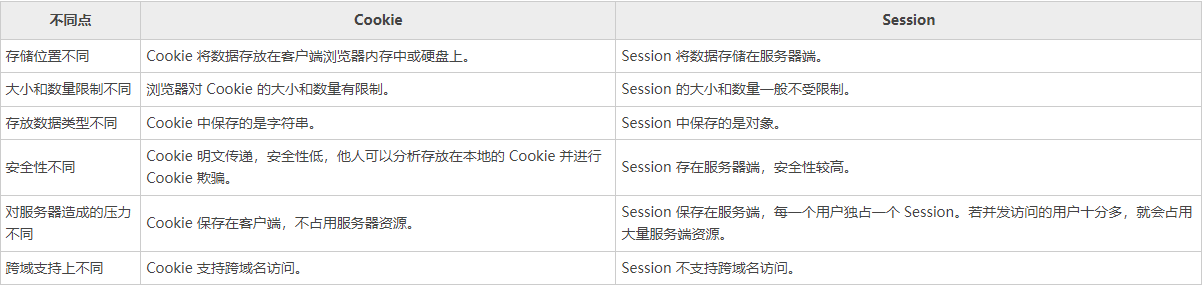 不同点 Cookie Session
存储位置不同 Cookie 将数据存放在客户端浏览器内存中或硬盘上。 Session 将数据存储在服务器端。
大小和数量限制不同 浏览器对 Cookie 的大小和数量有限制。 Session 的大小和数量一般不受限制。
存放数据类型不同 Cookie 中保存的是字符串。 Session 中保存的是对象。
安全性不同 Cookie 明文传递，安全性低，他人可以分析存放在本地的 Cookie 并进行
Cookie 欺骗。 Session 存在服务器端，安全性较高。
对服务器造成的压力
不同 Cookie 保存在客户端，不占用服务器资源。 Session 保存在服务端，每一个用户独占一个 Session。若并发访问的用户十分多，就会占用
大量服务端资源。
跨域支持上不同 Cookie 支持跨域名访问。 Session 不支持跨域名访问。